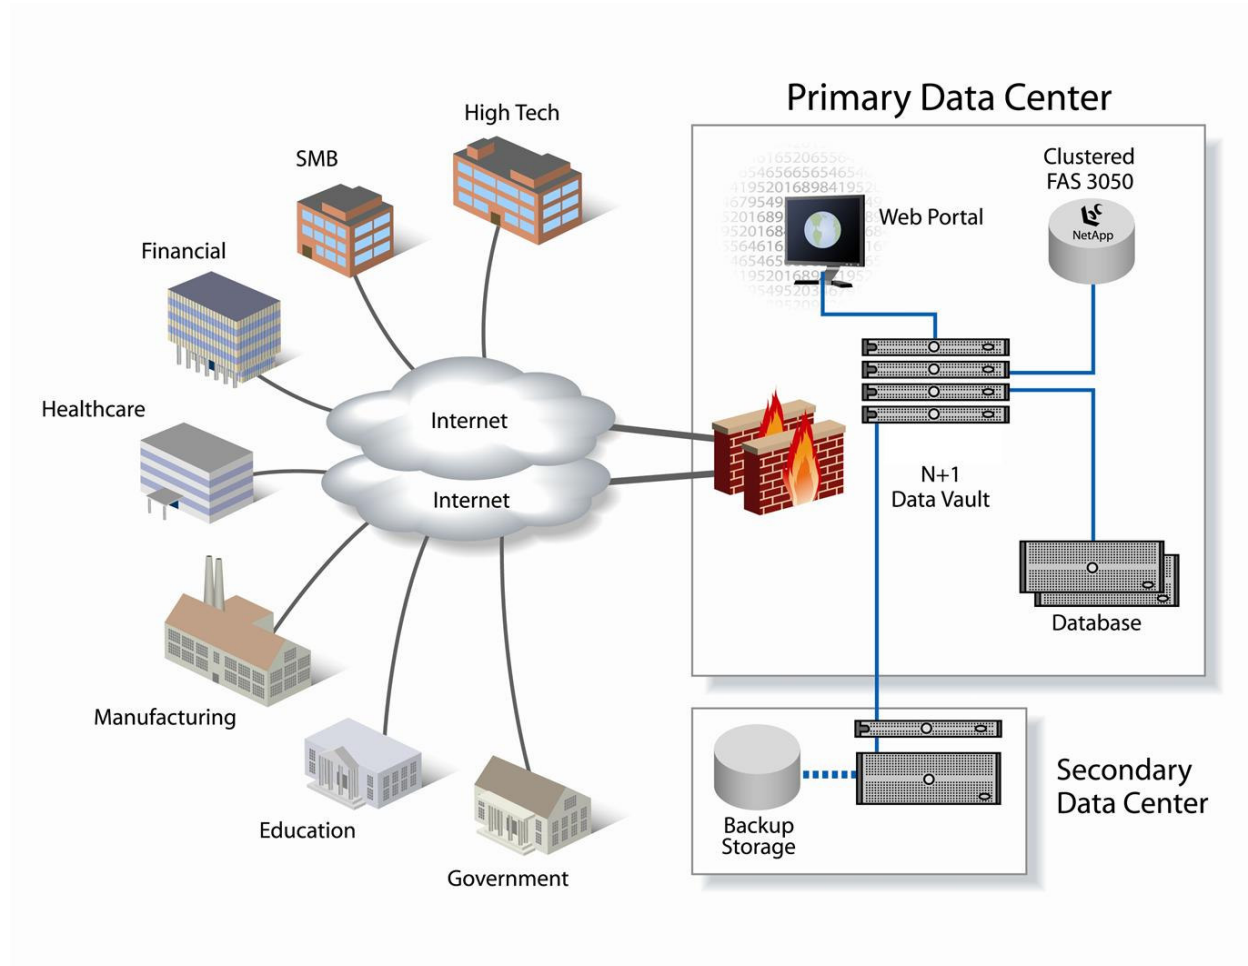 Primary Data Center
High Tech
SMB
Financial
Healthcare
Manufacturing
Education
Government
Internet
Internet
Web Portal
Clustered
FAS 3050
NetApp
N+1
Data Vault
Database
Backup
Storage
Secondary
Data Center